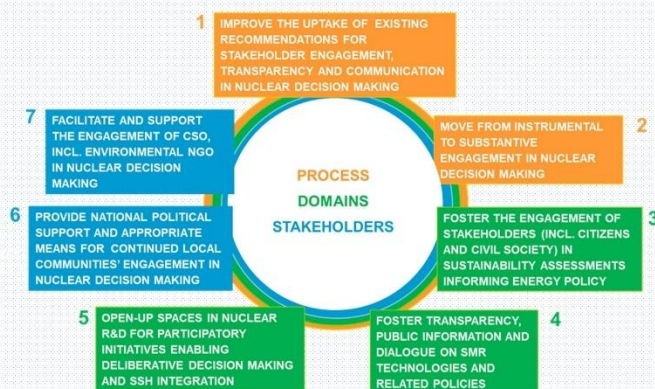 1
IMPROVE THE UPTAKE OF EXISTING
RECOMMENDATIONS FOR
STAKEHOLDER ENGAGEMENT,
TRANSPARENCY AND COMMUNICATION
IN NUCLEAR DECISION MAKING
2
MOVE FROM INSTRUMENTAL
TO SUBSTANTIVE
ENGAGEMENT IN NUCLEAR
DECISION MAKING
3
FOSTER THE ENGAGEMENT OF
STAKEHOLDERS (INCL. CITIZENS
AND CIVIL SOCIETY) IN
SUSTAINABILITY ASSESSMENTS
INFORMING ENERGY POLICY
4
FOSTER TRANSPARENCY,
PUBLIC INFORMATION AND
DIALOGUE ON SMR
TECHNOLOGIES AND
RELATED POLICIES
5
OPEN-UP SPACES IN NUCLEAR
R&D FOR PARTICIPATORY
INITIATIVES ENABLING
DELIBERATIVE DECISION MAKING
AND SSH INTEGRATION
6
PROVIDE NATIONAL POLITICAL
SUPPORT AND APPROPRIATE
MEANS FOR CONTINUED LOCAL
COMMUNITIES' ENGAGEMENT IN
NUCLEAR DECISION MAKING
7
FACILITATE AND SUPPORT
THE ENGAGEMENT OF CSO,
INCL. ENVIRONMENTAL NGO
IN NUCLEAR DECISION
MAKING
PROCESS
DOMAINS
STAKEHOLDERS